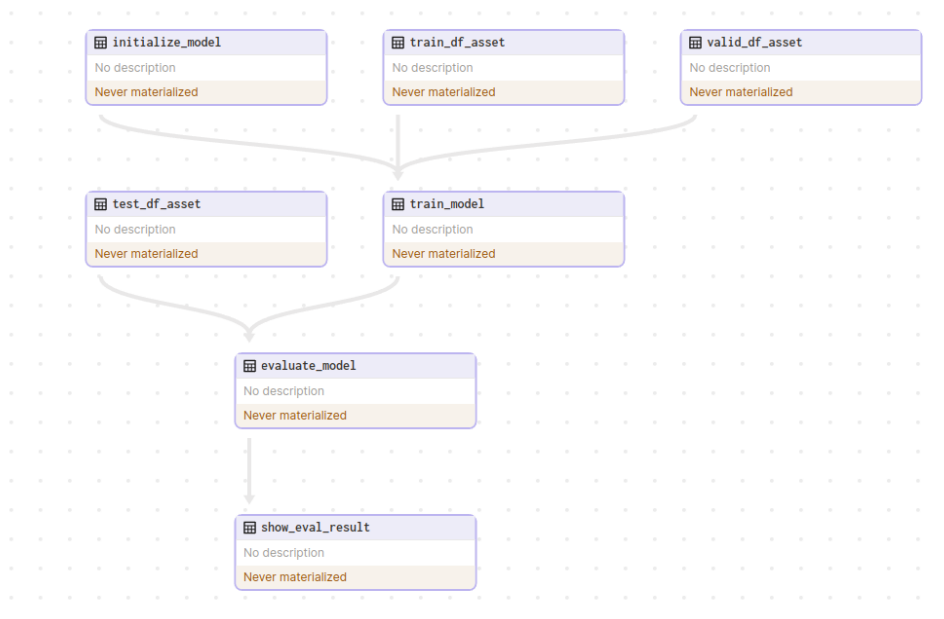 initialize_model
No description
Never materialized
train_df_asset
No description
Never materialized
valid_df_asset
No description
Never materialized
test_df_asset
No description
Never materialized
train_model
No description
Never materialized
evaluate_model
No description
Never materialized
show_eval_result
No description
Never materialized